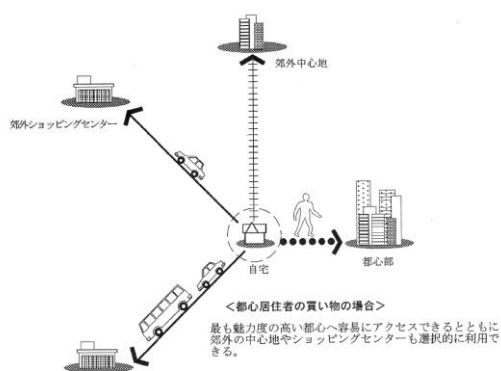 郊外中心地
郊外ショッピングセンター
自宅
都心部
<都心居住者の買い物の場合>
最も魅力度の高い都心へ容易にアクセスできるとともに
郊外の中心地やショッピングセンターも選択的に利用で
きる。